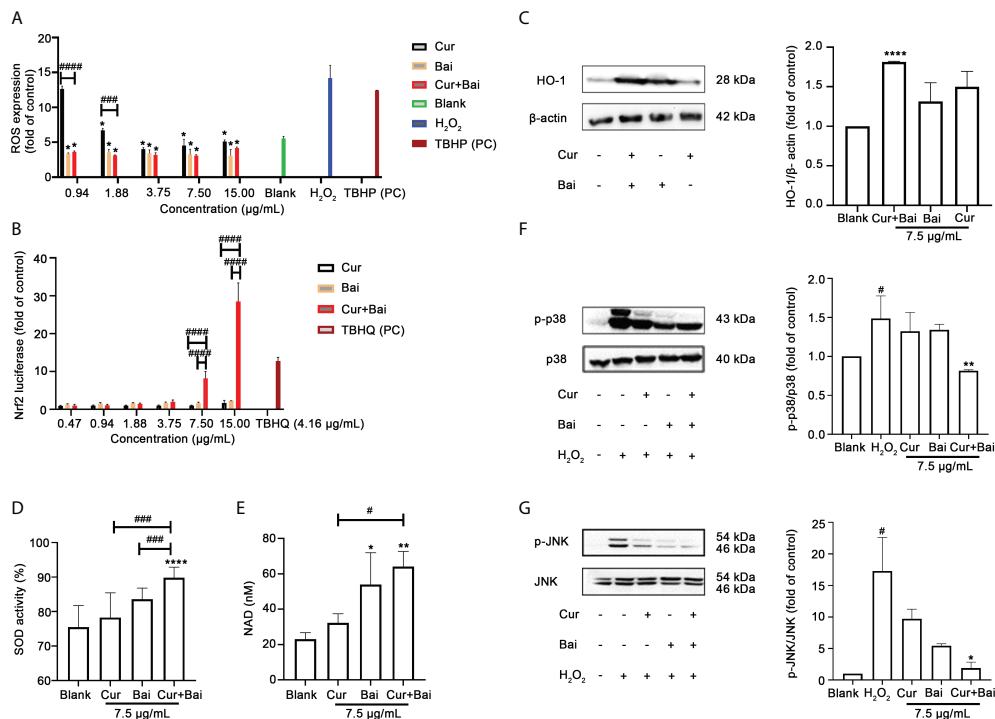 A
ROS expression
(fold of control)
20
15
10
5
0
####
###
* * * * * * * * * * * * * *
0.94 1.88 3.75 7.50 15.00 Blank H₂O₂ TBHP (PC)
Concentration (μg/mL)
Cur
Bai
Cur+Bai
Blank
H₂O₂
TBHP (PC)
B
Nrf2 luciferase (fold of control)
40
30
20
10
0
####
####
####
####
0.47 0.94 1.88 3.75 7.50 15.00 TBHQ (4.16 μg/mL)
Concentration (μg/mL)
Cur
Bai
Cur+Bai
TBHQ (PC)
C
HO-1 28 kDa
β-actin 42 kDa
Cur - + - +
Bai - + + -
HO-1/β- actin (fold of control)
2.0
1.5
1.0
0.5
0.0
****
Blank Cur+Bai Bai Cur
7.5 μg/mL
F
p-p38 43 kDa
p38 40 kDa
Cur - - + - +
Bai - - - + +
H₂O₂ - + + + +
p-p38/p38 (fold of control)
2.0
1.5
1.0
0.5
0.0
#
**
Blank H₂O₂ Cur Bai Cur+Bai
7.5 μg/mL
D
SOD activity (%)
100
90
80
70
60
###
###
****
Blank Cur Bai Cur+Bai
7.5 μg/mL
E
NAD (nM)
100
80
60
40
20
0
#
*
**
Blank Cur Bai Cur+Bai
7.5 μg/mL
G
p-JNK 54 kDa
46 kDa
JNK 54 kDa
46 kDa
Cur - - + - +
Bai - - - + +
H₂O₂ - + + + +
p-JNK/JNK (fold of control)
25
20
15
10
5
0
#
*
Blank H₂O₂ Cur Bai Cur+Bai
7.5 μg/mL